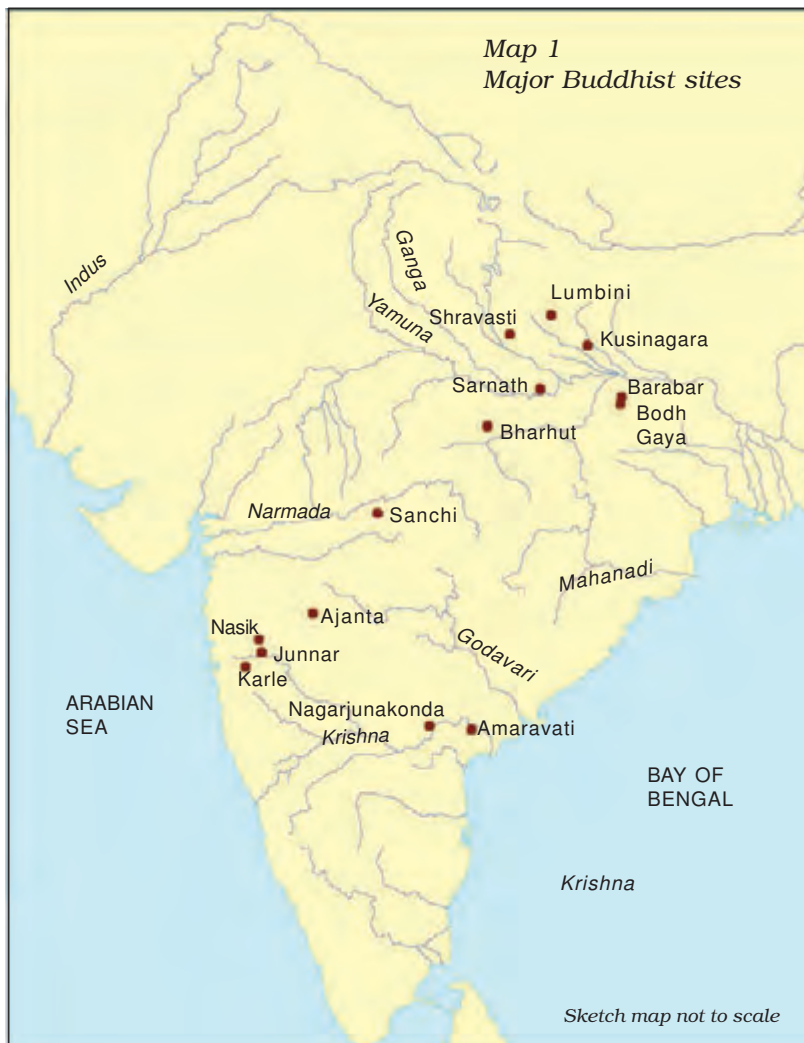 Map 1
Major Buddhist sites
Indus
Ganga
Yamuna
Lumbini
Shravasti
Kusinagara
Sarnath
Barabar
Bodh
Gaya
Bharhut
Narmada
Sanchi
Mahanadi
Ajanta
Nasik
Junnar
Karle
Godavari
ARABIAN
SEA
Nagarjunakonda
Krishna
Amaravati
BAY OF
BENGAL
Krishna
Sketch map not to scale